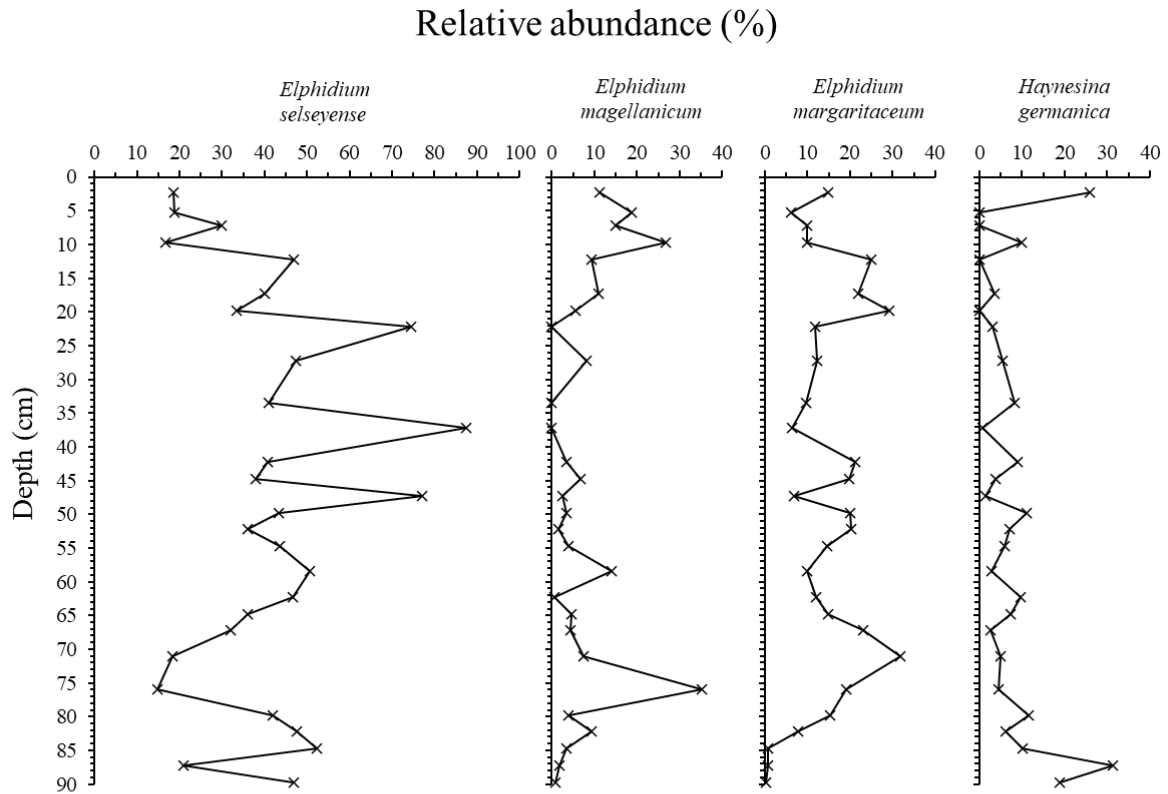 Relative abundance (%)
Elphidium
selseyense
Elphidium
magellanicum
Elphidium
margaritaceum
Haynesina
germanica
0 10 20 30 40 50 60 70 80 90 100
0 10 20 30 40
0 10 20 30 40
0 10 20 30 40
Depth (cm)
0
5
10
15
20
25
30
35
40
45
50
55
60
65
70
75
80
85
90